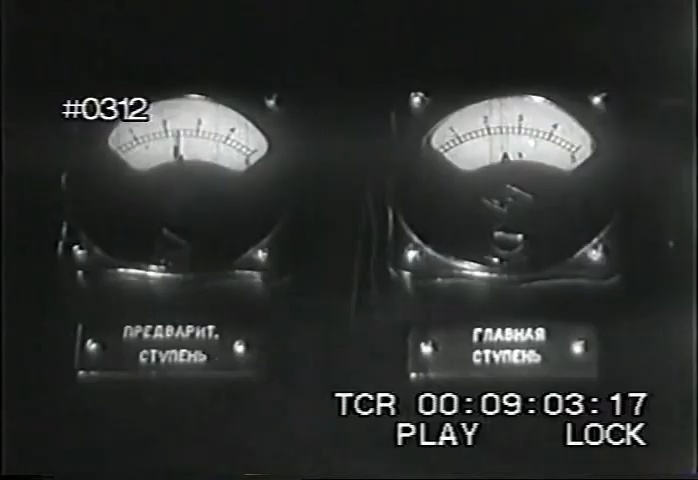 #0312
ПРЕДВАРИТ.
СТУПЕНЬ
ГЛАВНАЯ
СТУПЕНЬ
TCR 00:09:03:17
PLAY LOCK